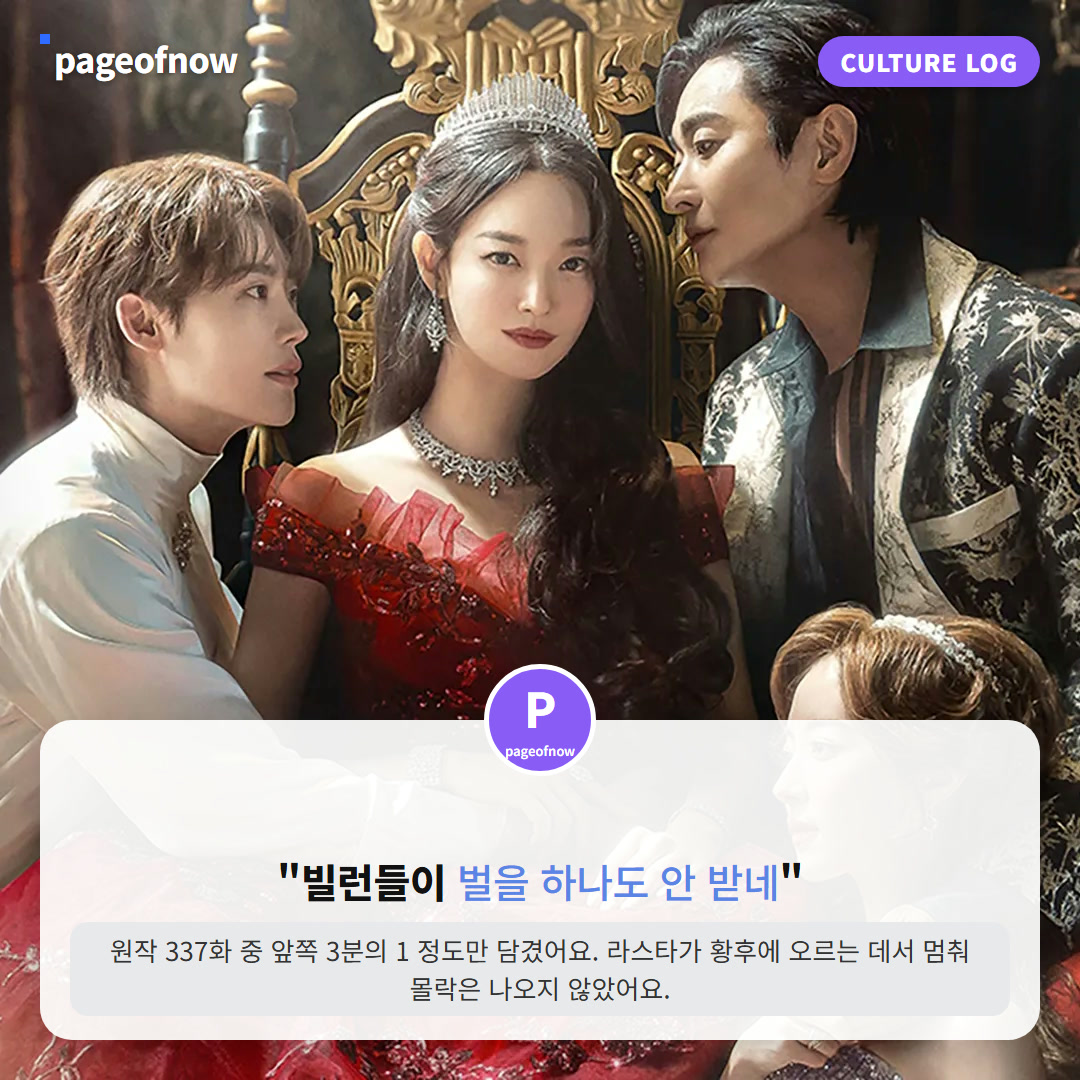 pageofnow
CULTURE LOG
P
pageofnow
"빌런들이 벌을 하나도 안 받네"
원작 337화 중 앞쪽 3분의 1 정도만 담겼어요. 라스타가 황후에 오르는 데서 멈춰
몰락은 나오지 않았어요.